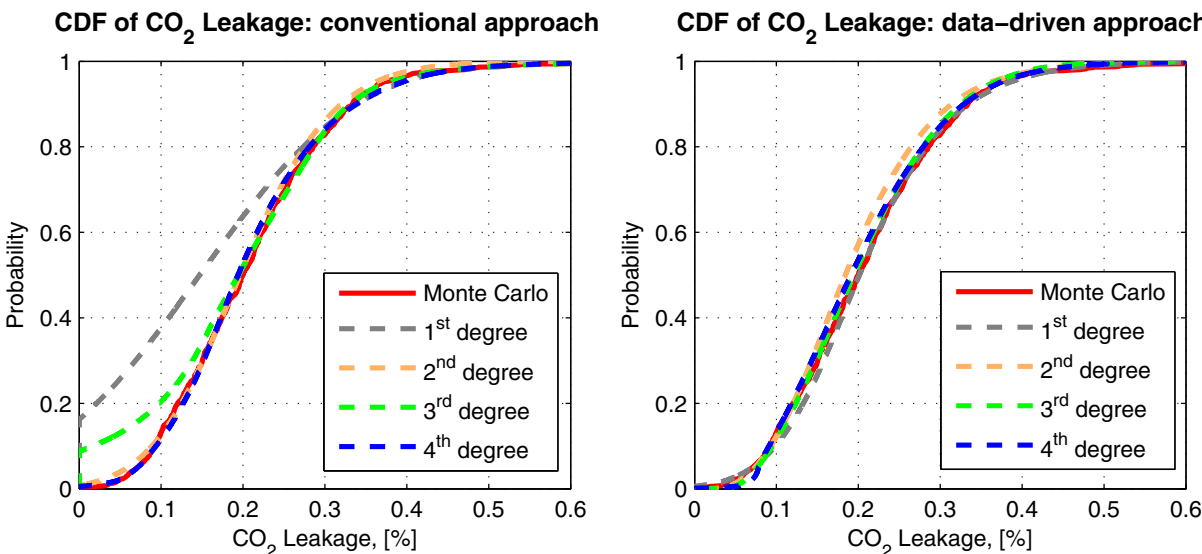 CDF of CO2 Leakage: conventional approach
1
0.8
0.6
0.4
0.2
0
Probability
Monte Carlo
1st degree
2nd degree
3rd degree
4th degree
0 0.1 0.2 0.3 0.4 0.5 0.6
CO2 Leakage, [%]
CDF of CO2 Leakage: data−driven approach
1
0.8
0.6
0.4
0.2
0
Probability
Monte Carlo
1st degree
2nd degree
3rd degree
4th degree
0 0.1 0.2 0.3 0.4 0.5 0.6
CO2 Leakage, [%]